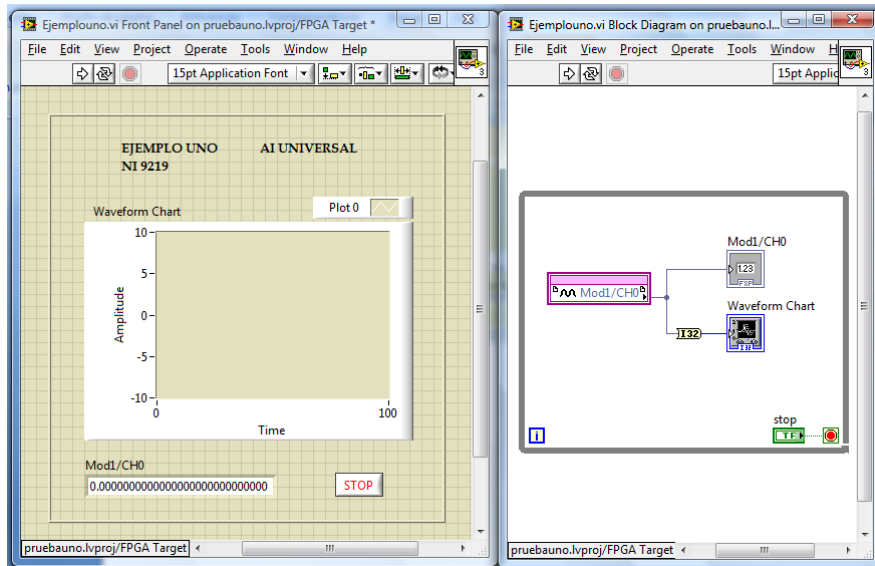 Ejemplouno.vi Front Panel on pruebauno.lvproj/FPGA Target *
File Edit View Project Operate Tools Window Help
15pt Application Font
3
EJEMPLO UNO AI UNIVERSAL
NI 9219
Waveform Chart
Plot 0
Amplitude
10
5
0
-5
-10
0
100
Time
Mod1/CH0
0.0000000000000000000000000
STOP
pruebauno.lvproj/FPGA Target
Ejemplouno.vi Block Diagram on pruebauno.l...
File Edit View Project Operate Tools Window H
15pt Applic
3
Mod1/CH0
1.23
FXP
Mod1/CH0
Waveform Chart
I32
i
stop
TF
pruebauno.lvproj/FPGA Target